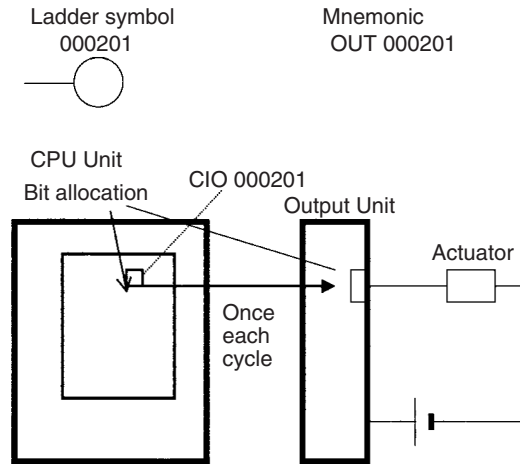 Ladder symbol
000201
Mnemonic
OUT 000201
CPU Unit
Bit allocation
CIO 000201
Output Unit
Actuator
Once
each
cycle